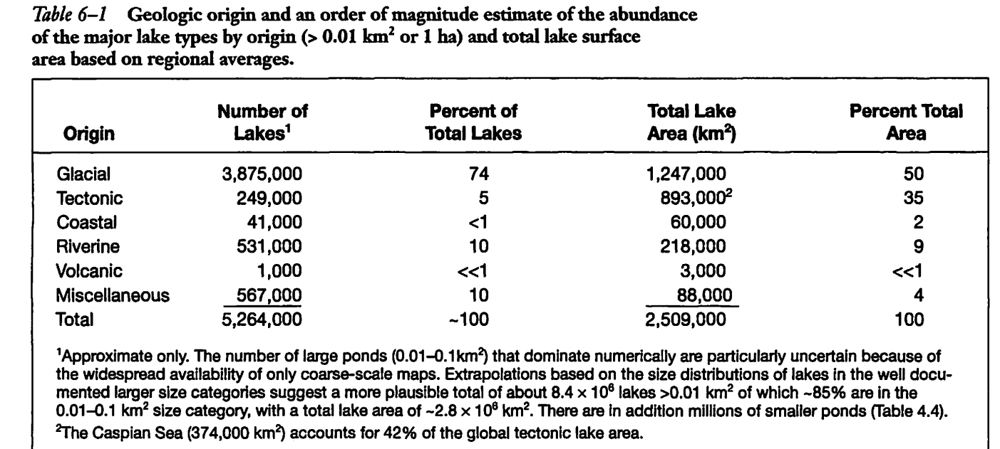 Table 6–1 Geologic origin and an order of magnitude estimate of the abundance
of the major lake types by origin (> 0.01 km² or 1 ha) and total lake surface
area based on regional averages.
Origin Number of Lakes¹ Percent of Total Lakes Total Lake Area (km²) Percent Total Area
Glacial 3,875,000 74 1,247,000 50
Tectonic 249,000 5 893,000² 35
Coastal 41,000 <1 60,000 2
Riverine 531,000 10 218,000 9
Volcanic 1,000 <<1 3,000 <<1
Miscellaneous 567,000 10 88,000 4
Total 5,264,000 ~100 2,509,000 100
¹Approximate only. The number of large ponds (0.01–0.1km²) that dominate numerically are particularly uncertain because of
the widespread availability of only coarse-scale maps. Extrapolations based on the size distributions of lakes in the well docu-
mented larger size categories suggest a more plausible total of about 8.4 × 10⁶ lakes >0.01 km² of which ~85% are in the
0.01–0.1 km² size category, with a total lake area of ~2.8 × 10⁶ km². There are in addition millions of smaller ponds (Table 4.4).
²The Caspian Sea (374,000 km²) accounts for 42% of the global tectonic lake area.